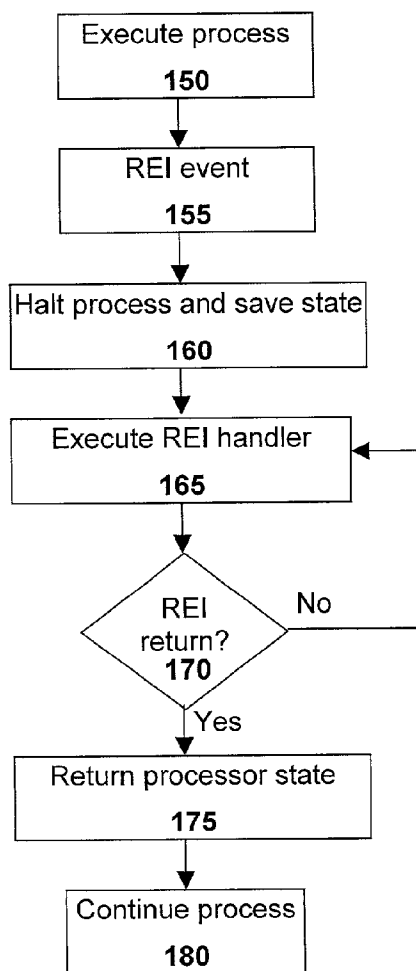 Execute process
150
REI event
155
Halt process and save state
160
Execute REI handler
165
REI
return?
170
No
Yes
Return processor state
175
Continue process
180